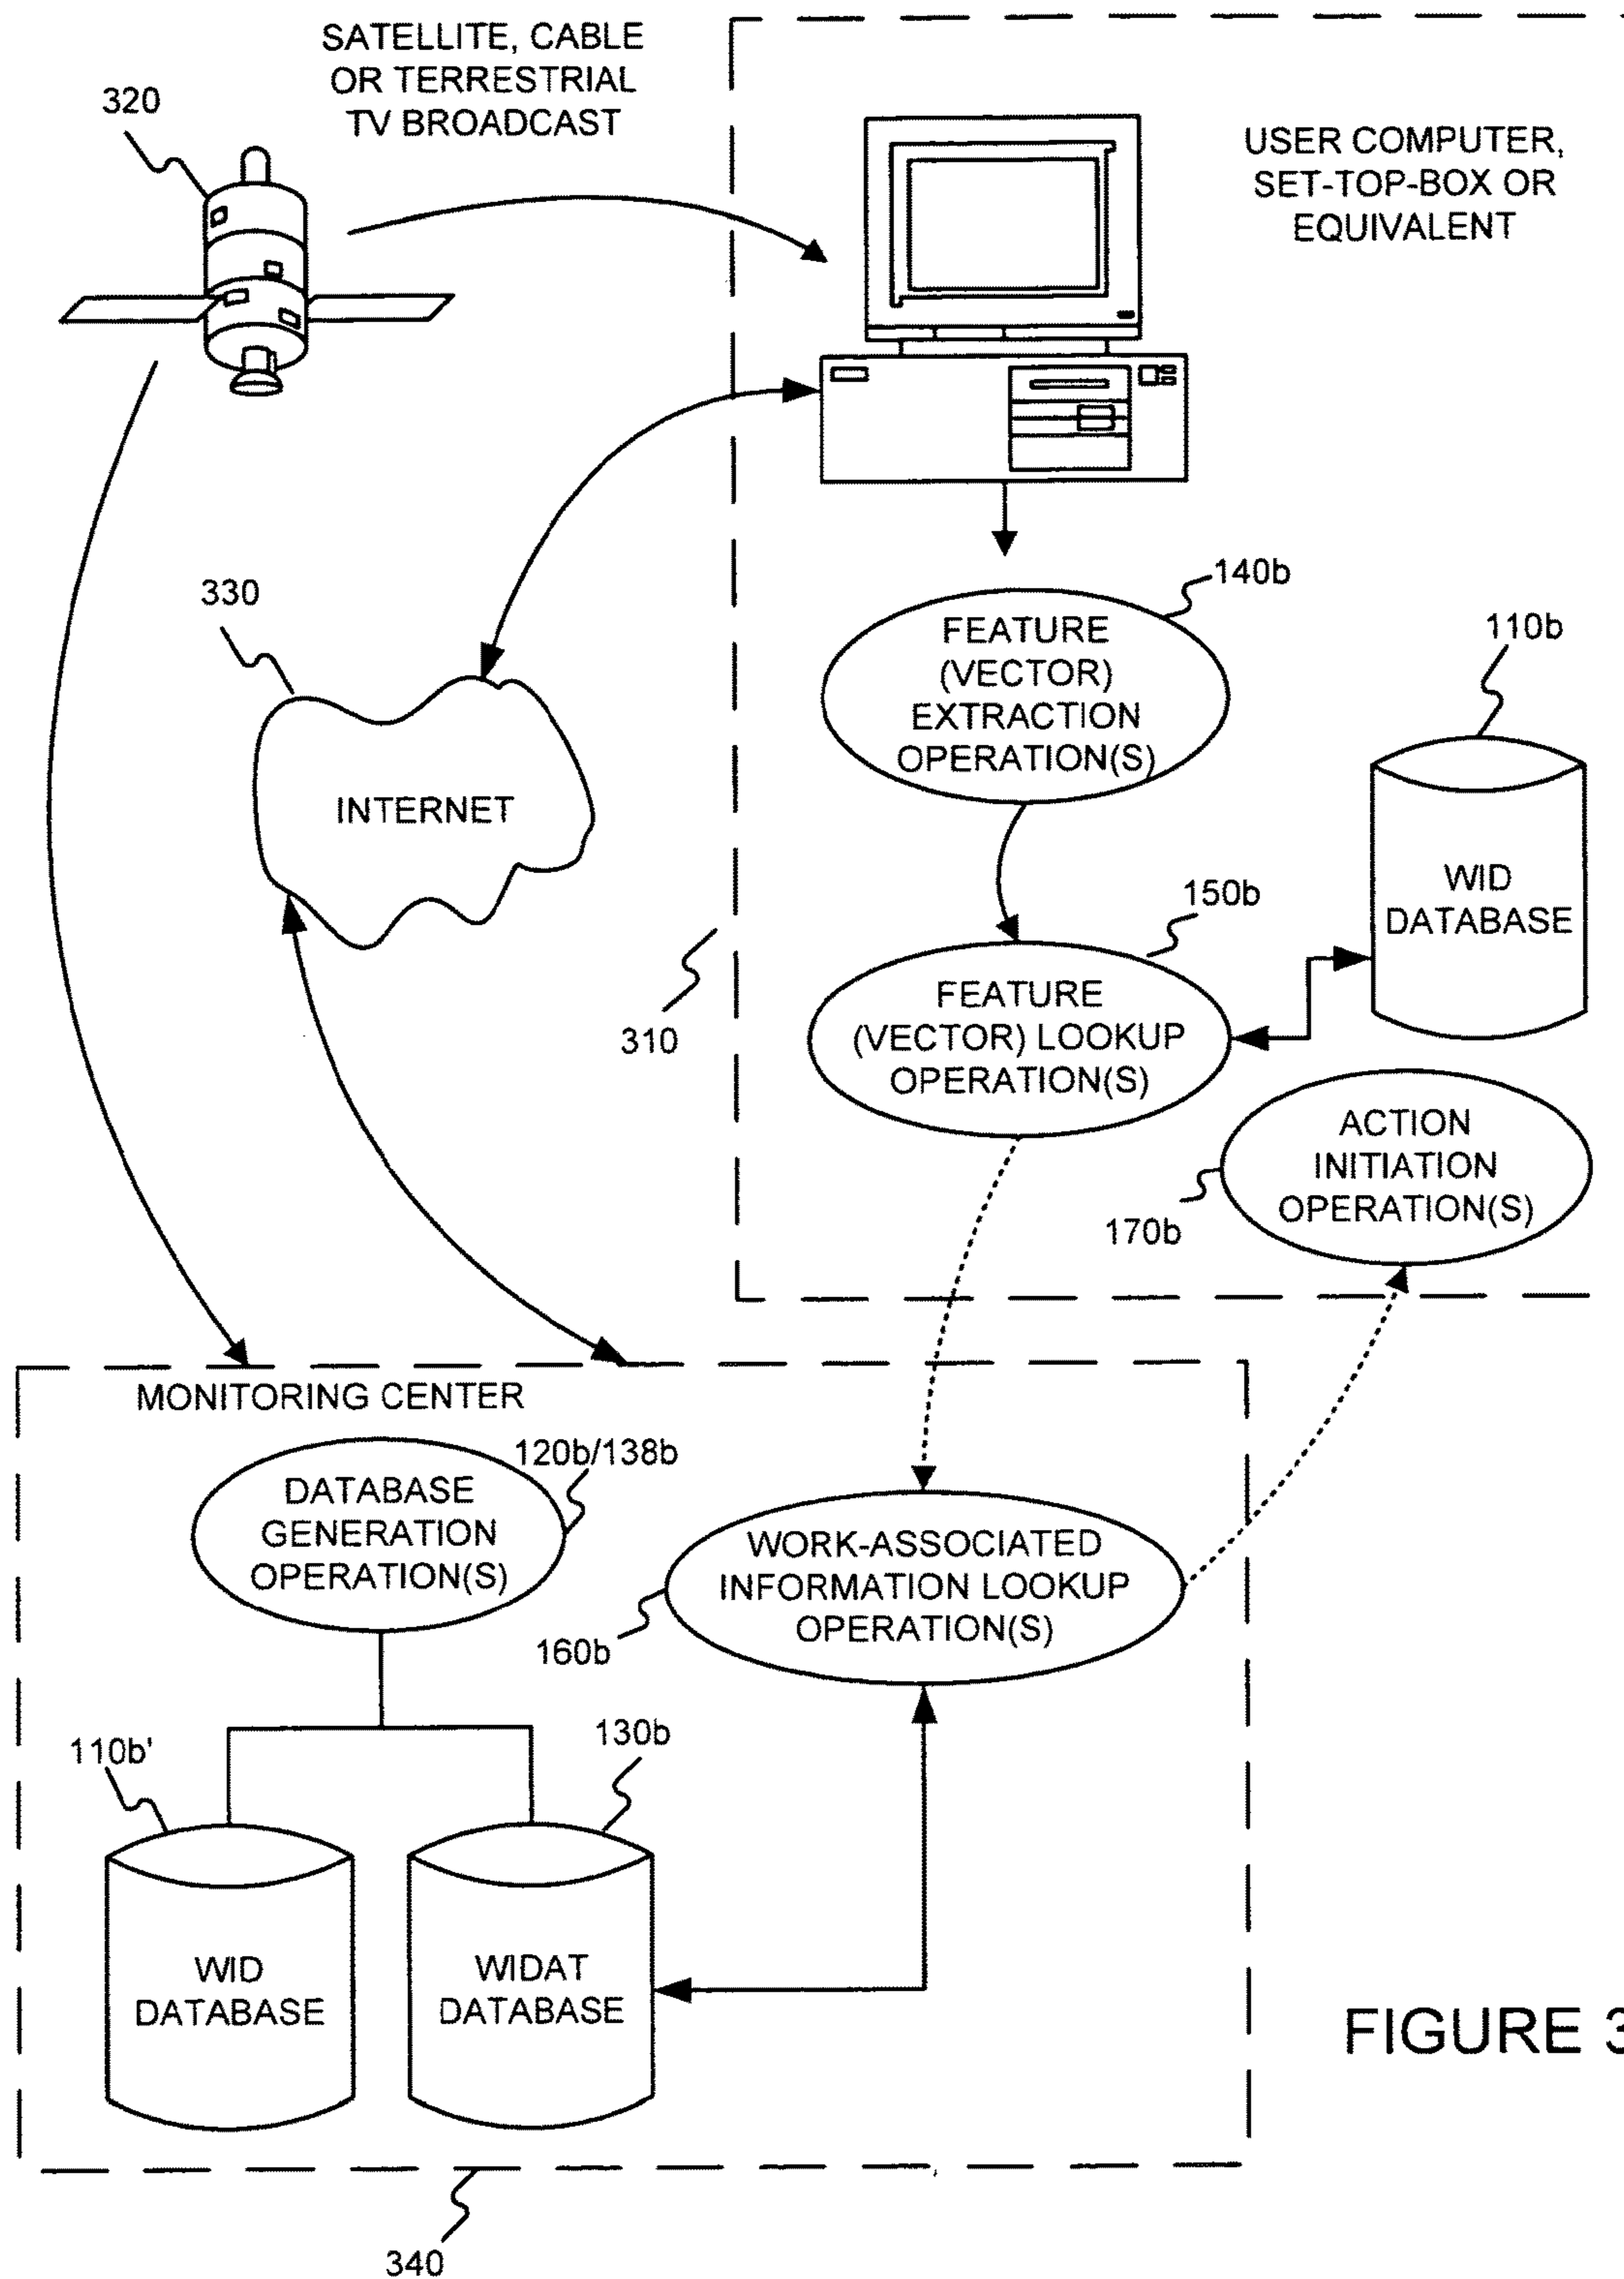 SATELLITE, CABLE
OR TERRESTRIAL
TV BROADCAST
320
USER COMPUTER,
SET-TOP-BOX OR
EQUIVALENT
330
INTERNET
140b
FEATURE
(VECTOR)
EXTRACTION
OPERATION(S)
110b
WID
DATABASE
150b
FEATURE
(VECTOR) LOOKUP
OPERATION(S)
310
ACTION
INITIATION
OPERATION(S)
170b
MONITORING CENTER
120b/138b
DATABASE
GENERATION
OPERATION(S)
WORK-ASSOCIATED
INFORMATION LOOKUP
OPERATION(S)
160b
110b'
130b
WID
DATABASE
WIDAT
DATABASE
FIGURE 3
340